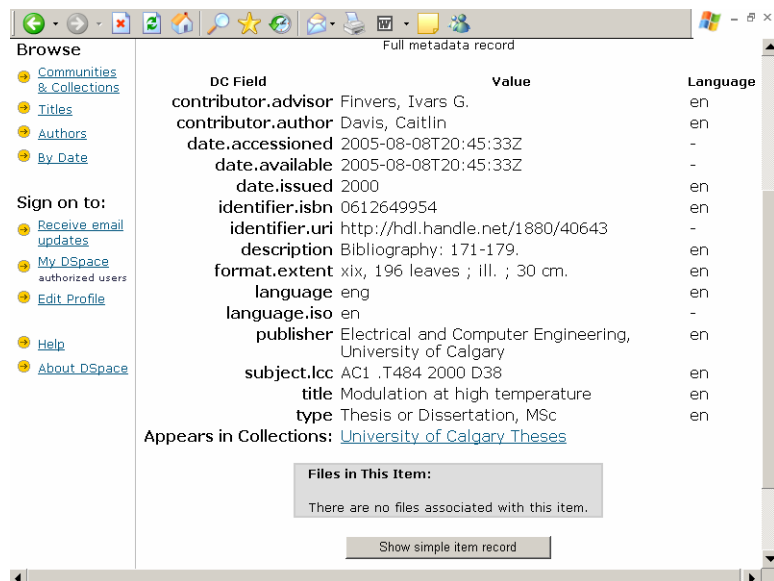 Browse
Communities
& Collections
Titles
Authors
By Date
Sign on to:
Receive email
updates
My DSpace
authorized users
Edit Profile
Help
About DSpace
Full metadata record
DC Field Value Language
contributor.advisor Finvers, Ivars G. en
contributor.author Davis, Caitlin en
date.accessioned 2005-08-08T20:45:33Z -
date.available 2005-08-08T20:45:33Z -
date.issued 2000 en
identifier.isbn 0612649954 en
identifier.uri http://hdl.handle.net/1880/40643 -
description Bibliography: 171-179. en
format.extent xix, 196 leaves ; ill. ; 30 cm. en
language eng en
language.iso en -
publisher Electrical and Computer Engineering, en
University of Calgary
subject.lcc AC1 .T484 2000 D38 en
title Modulation at high temperature en
type Thesis or Dissertation, MSc en
Appears in Collections: University of Calgary Theses
Files in This Item:
There are no files associated with this item.
Show simple item record